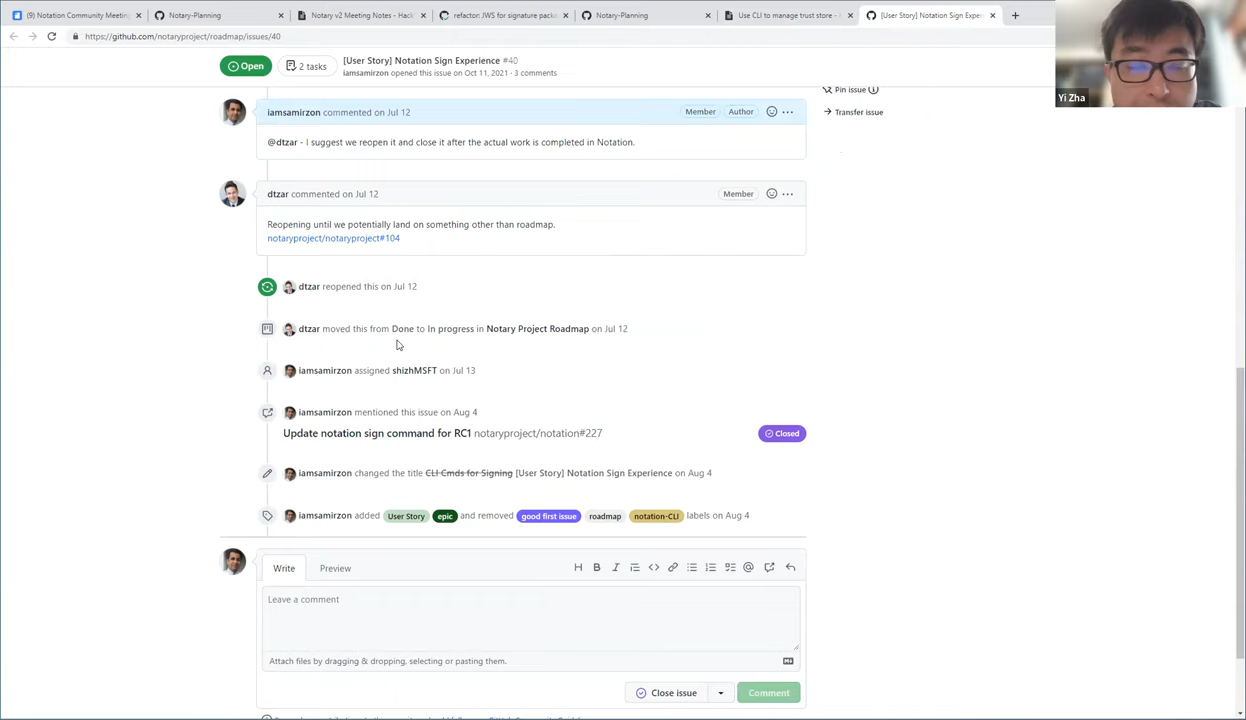 (9) Notation Community Meeting
Notary-Planning
Notary v2 Meeting Notes - Hack
refactor: JWS for signature pack
Notary-Planning
Use CLI to manage trust store -
[User Story] Notation Sign Expe
https://github.com/notaryproject/roadmap/issues/40
Open
2 tasks
[User Story] Notation Sign Experience #40
iamsamirzon opened this issue on Oct 11, 2021 · 3 comments
Pin issue
Transfer issue
Yi Zha
iamsamirzon commented on Jul 12
Member
Author
@dtzar - I suggest we reopen it and close it after the actual work is completed in Notation.
dtzar commented on Jul 12
Member
Reopening until we potentially land on something other than roadmap.
notaryproject/notaryproject#104
dtzar reopened this on Jul 12
dtzar moved this from Done to In progress in Notary Project Roadmap on Jul 12
iamsamirzon assigned shizhMSFT on Jul 13
iamsamirzon mentioned this issue on Aug 4
Update notation sign command for RC1 notaryproject/notation#227
Closed
iamsamirzon changed the title CLI Cmds for Signing [User Story] Notation Sign Experience on Aug 4
iamsamirzon added User Story epic and removed good first issue roadmap notation-CLI labels on Aug 4
Write
Preview
Leave a comment
Attach files by dragging & dropping, selecting or pasting them.
Close issue
Comment